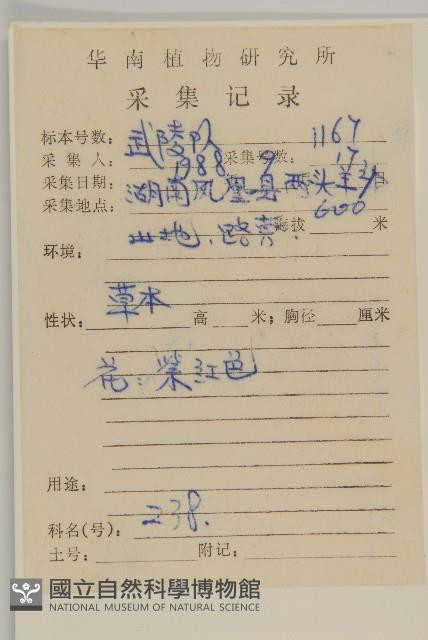 华南植物研究所
采集记录
标本号数:
采集人: 武陵队 采集号数: 1167
采集日期: 1988 9 17 日
采集地点: 湖南凤凰县两头羊
海拔 600 米
环境: 山地.路旁.
性状: 草本 高 米; 胸径 厘米
花: 紫红色
用途:
科名(号): 238.
土号: 附记:
國立自然科學博物館
NATIONAL MUSEUM OF NATURAL SCIENCE